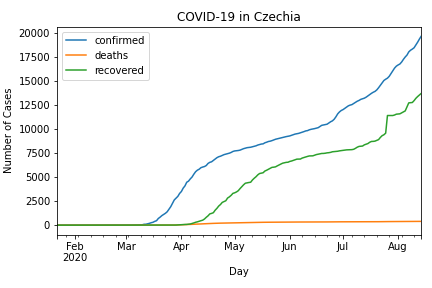 COVID-19 in Czechia
confirmed
deaths
recovered
Number of Cases
20000
17500
15000
12500
10000
7500
5000
2500
0
Feb
2020
Mar
Apr
May
Jun
Jul
Aug
Day